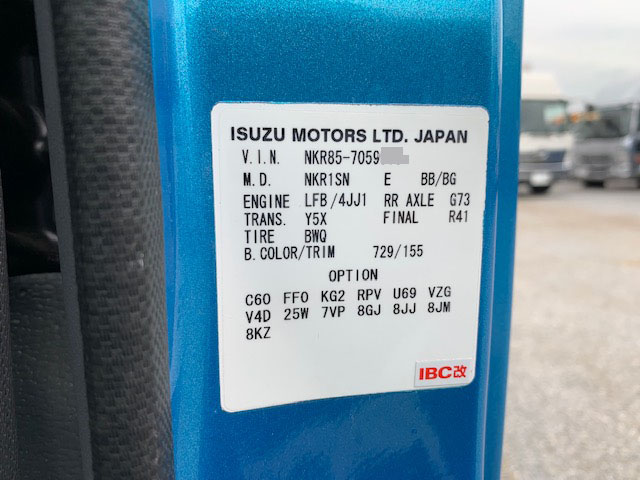 ISUZU MOTORS LTD. JAPAN
V.I.N. NKR85-7059
M.D. NKR1SN E BB/BG
ENGINE LFB/4JJ1 RR AXLE G73
TRANS. Y5X FINAL R41
TIRE BWQ
B.COLOR/TRIM 729/155
OPTION
C60 FF0 KG2 RPV U69 VZG
V4D 25W 7VP 8GJ 8JJ 8JM
8KZ
IBC改